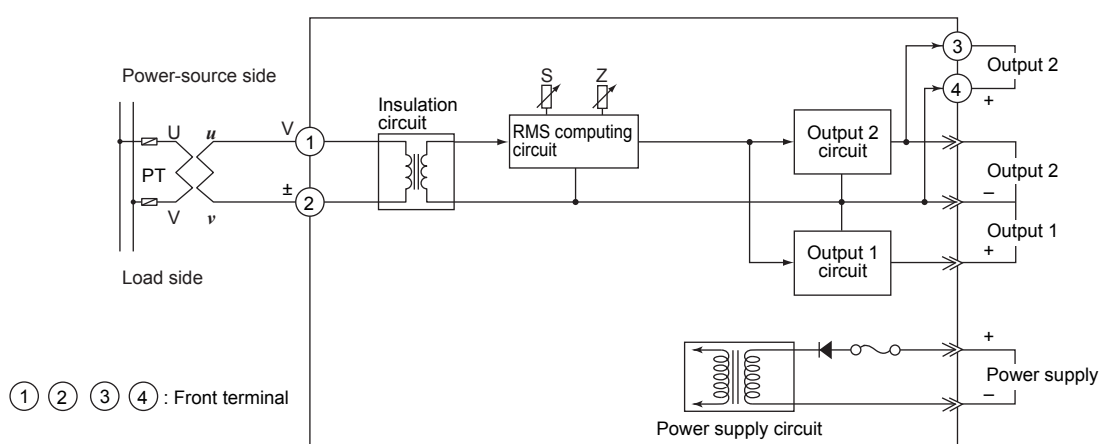 3
Output 2
Power-source side
4
+
S
Z
Insulation
circuit
RMS computing
circuit
Output 2
circuit
U
u
V
1
PT
Output 2
±
2
–
V
v
Output 1
Output 1
circuit
+
Load side
+
Power supply
–
1 2 3 4 : Front terminal
Power supply circuit